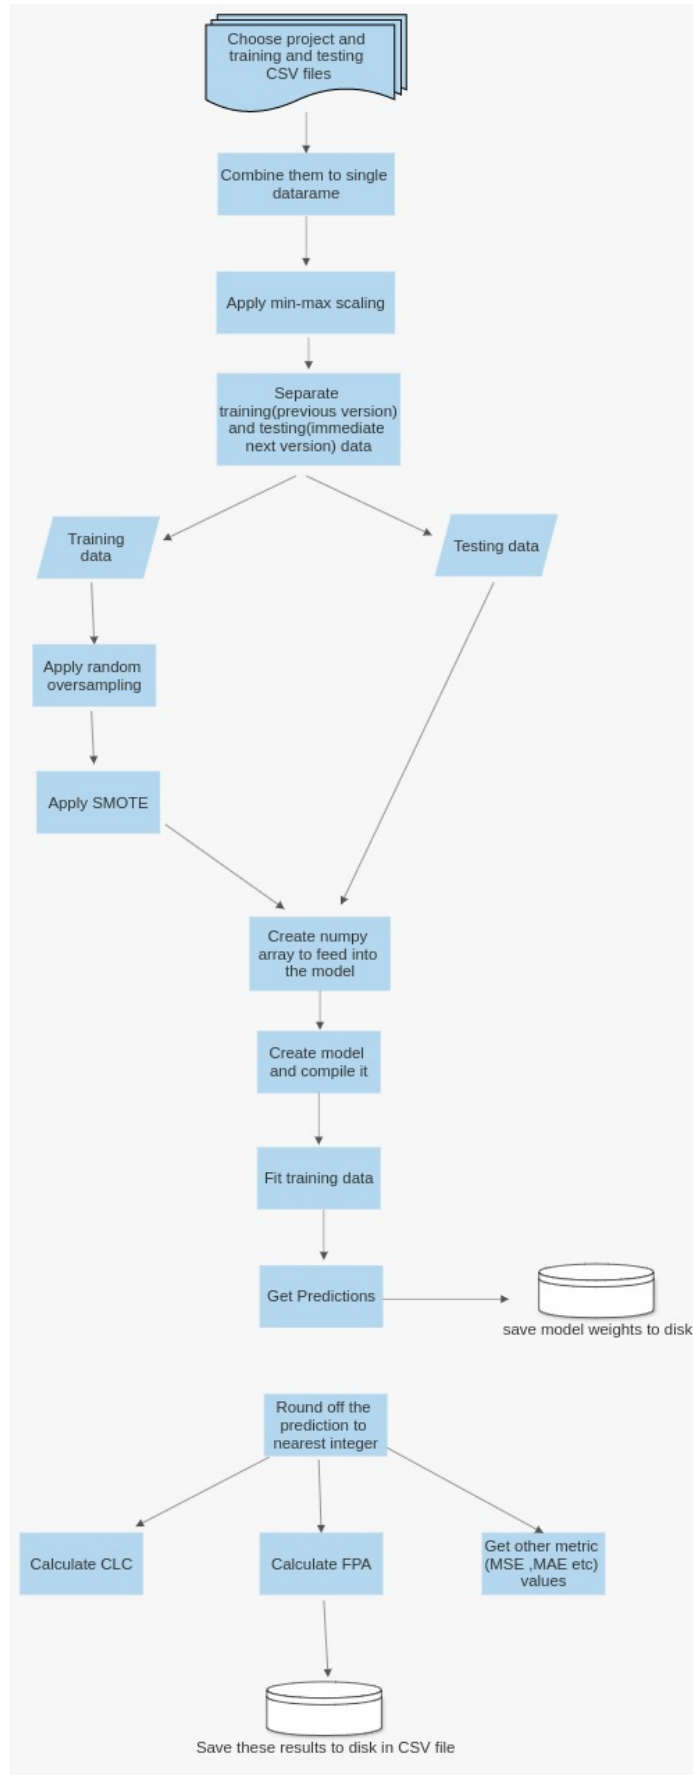 Choose project and
training and testing
CSV files
Combine them to single
datarame
Apply min-max scaling
Separate
training(previous version)
and testing(immediate
next version) data
Training
data
Testing data
Apply random
oversampling
Apply SMOTE
Create numpy
array to feed into
the model
Create model
and compile it
Fit training data
Get Predictions
save model weights to disk
Round off the
prediction to
nearest integer
Calculate CLC
Calculate FPA
Get other metric
(MSE ,MAE etc)
values
Save these results to disk in CSV file